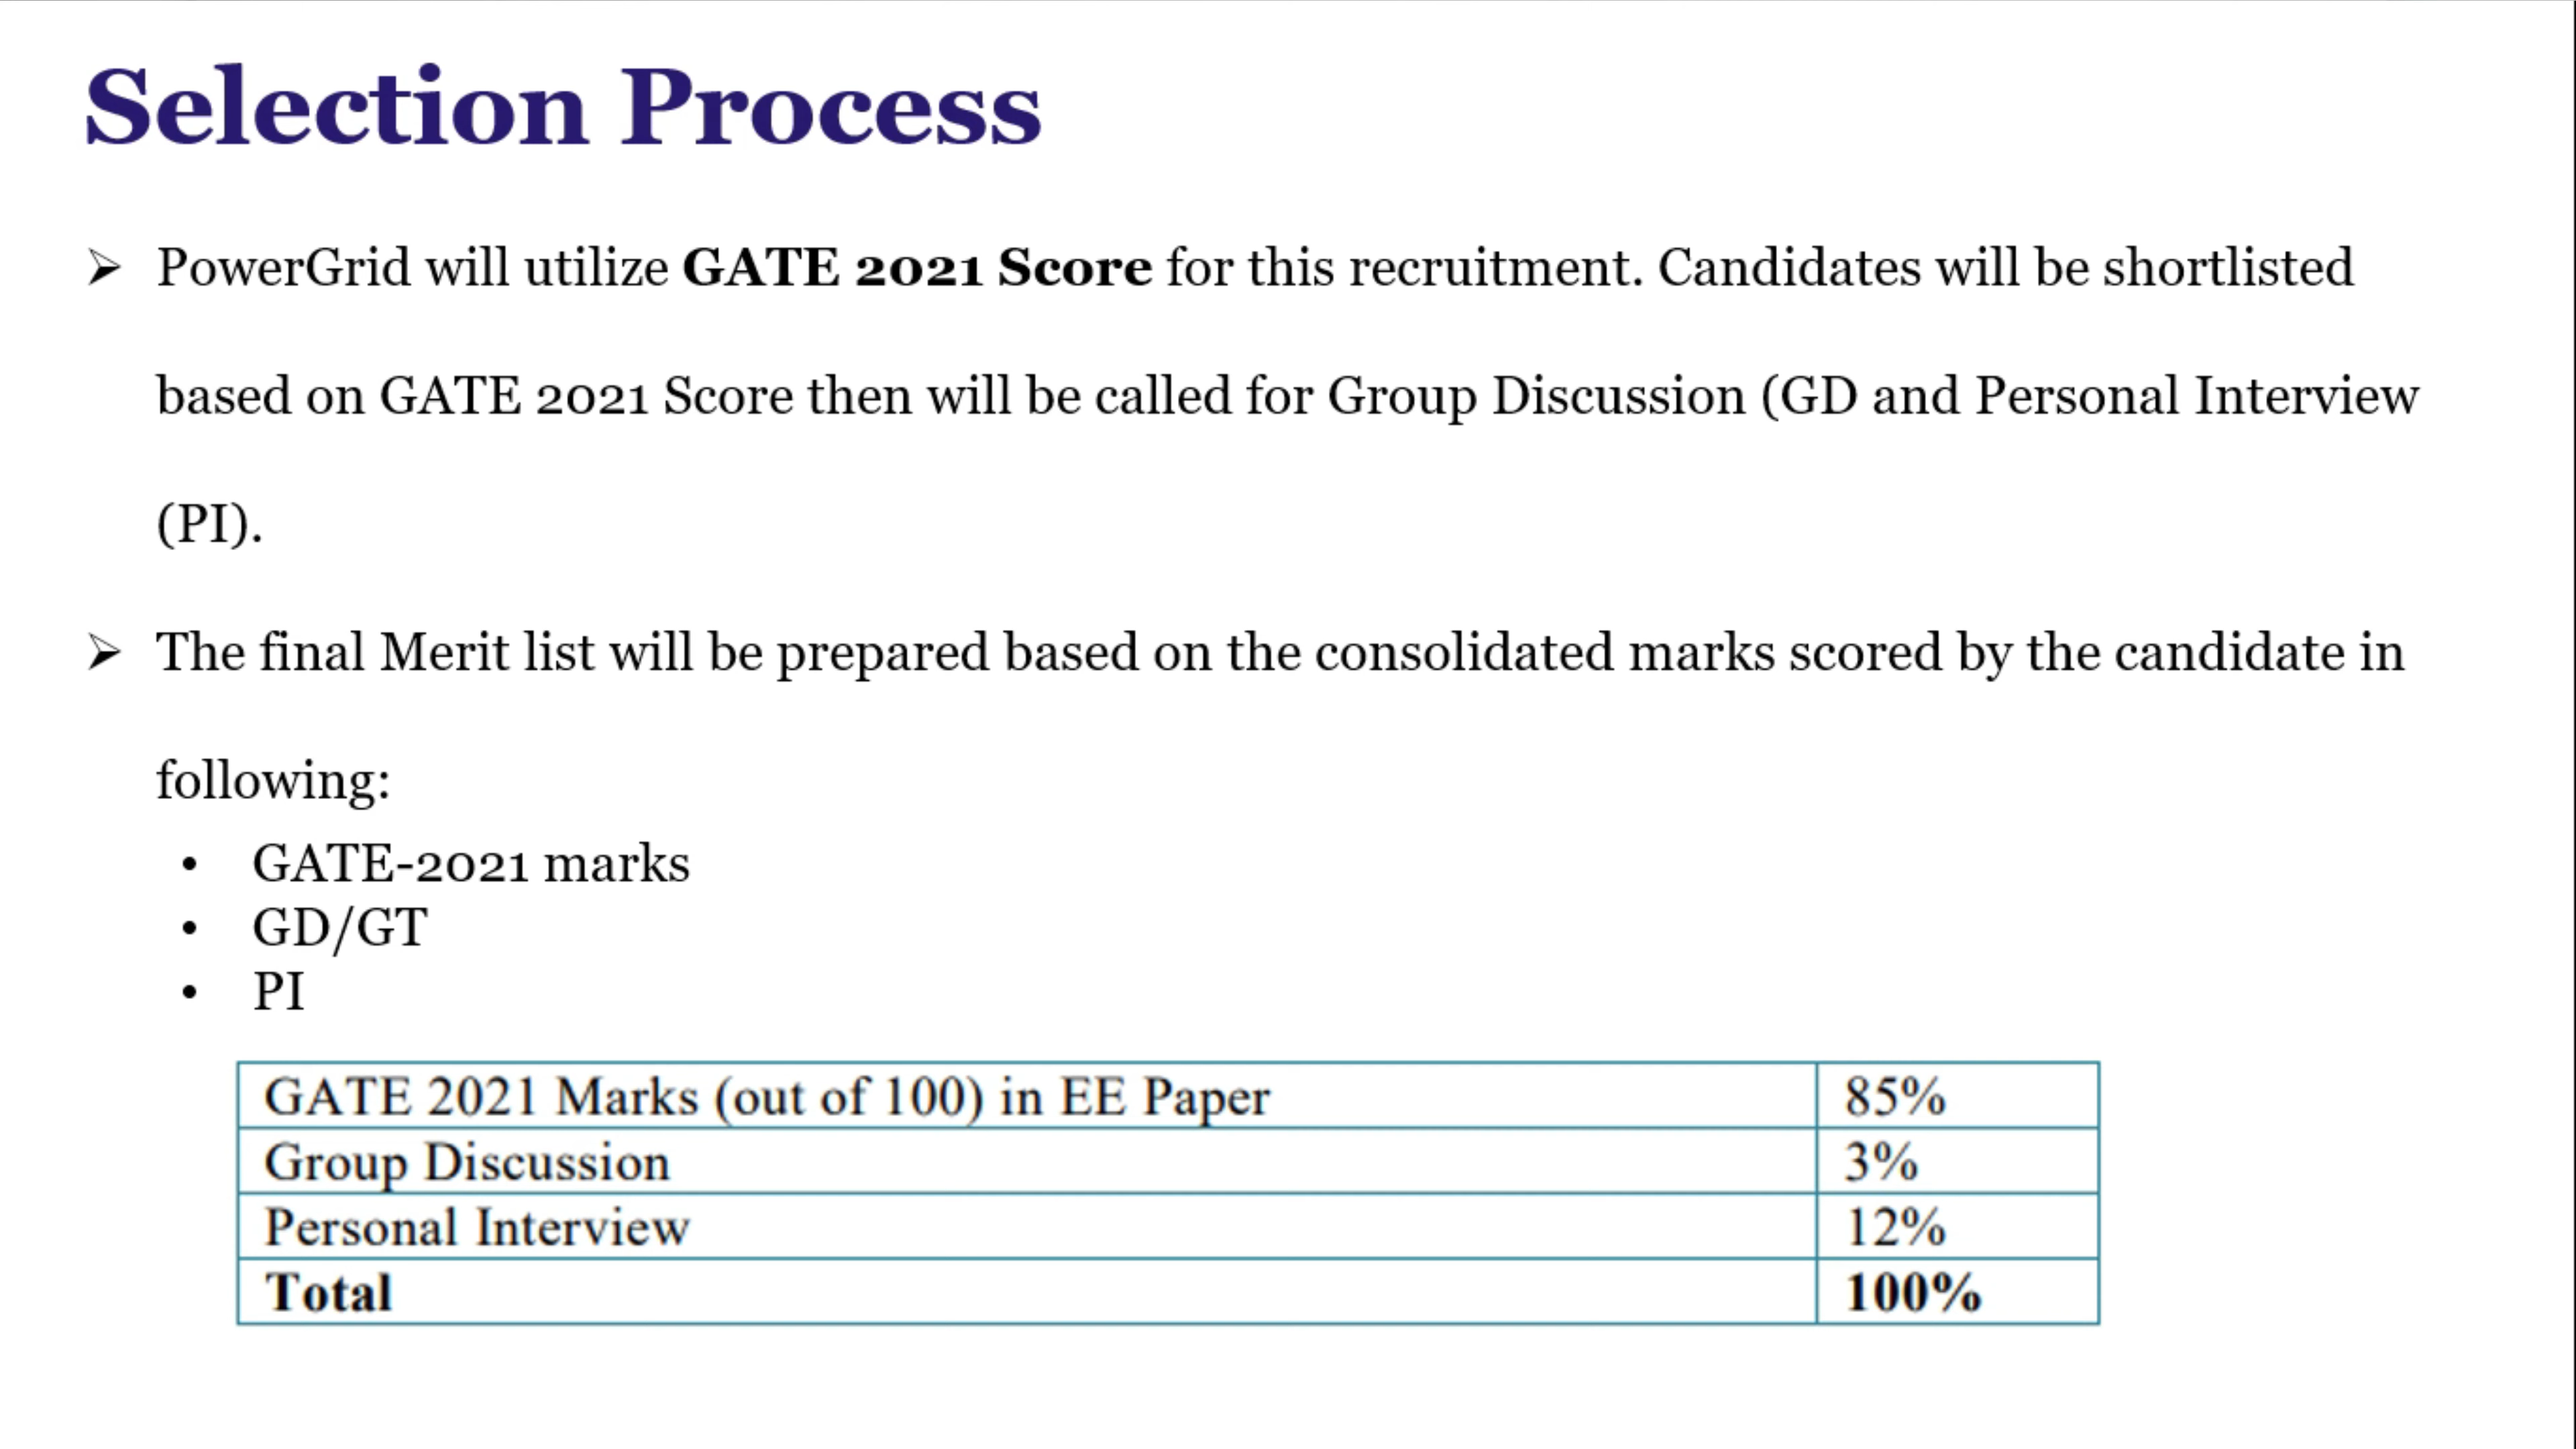 Selection Process
➢ PowerGrid will utilize GATE 2021 Score for this recruitment. Candidates will be shortlisted
based on GATE 2021 Score then will be called for Group Discussion (GD and Personal Interview
(PI).
➢ The final Merit list will be prepared based on the consolidated marks scored by the candidate in
following:
• GATE-2021 marks
• GD/GT
• PI
GATE 2021 Marks (out of 100) in EE Paper 85%
Group Discussion 3%
Personal Interview 12%
Total 100%